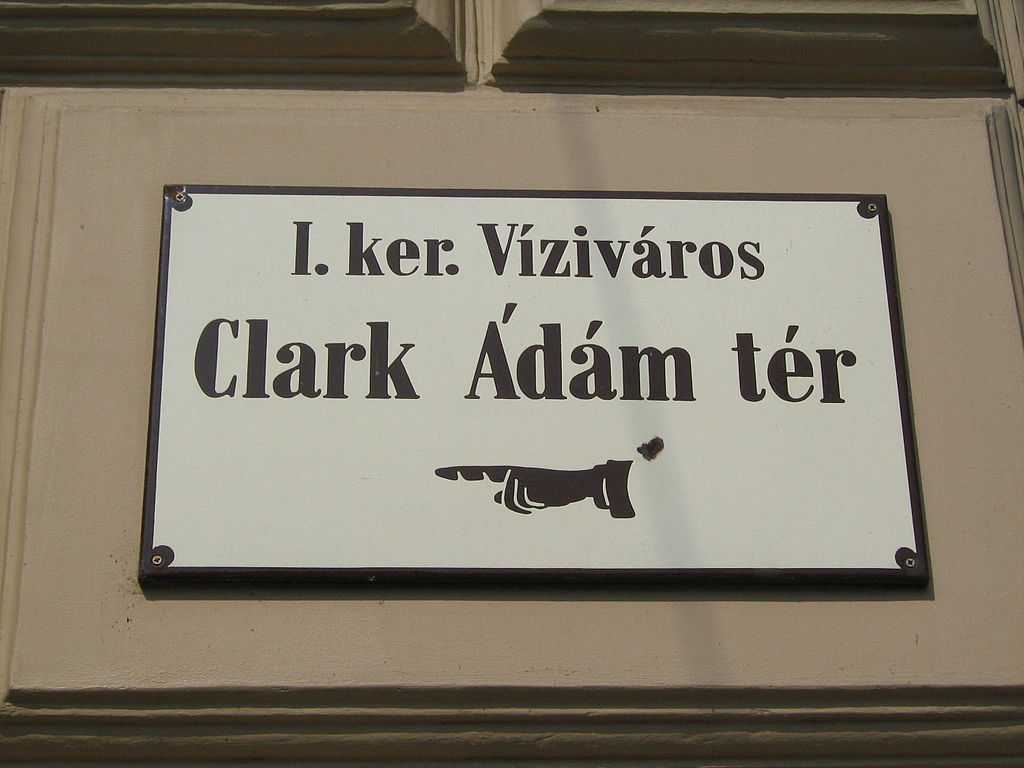 I. ker. Víziváros
Clark Ádám tér